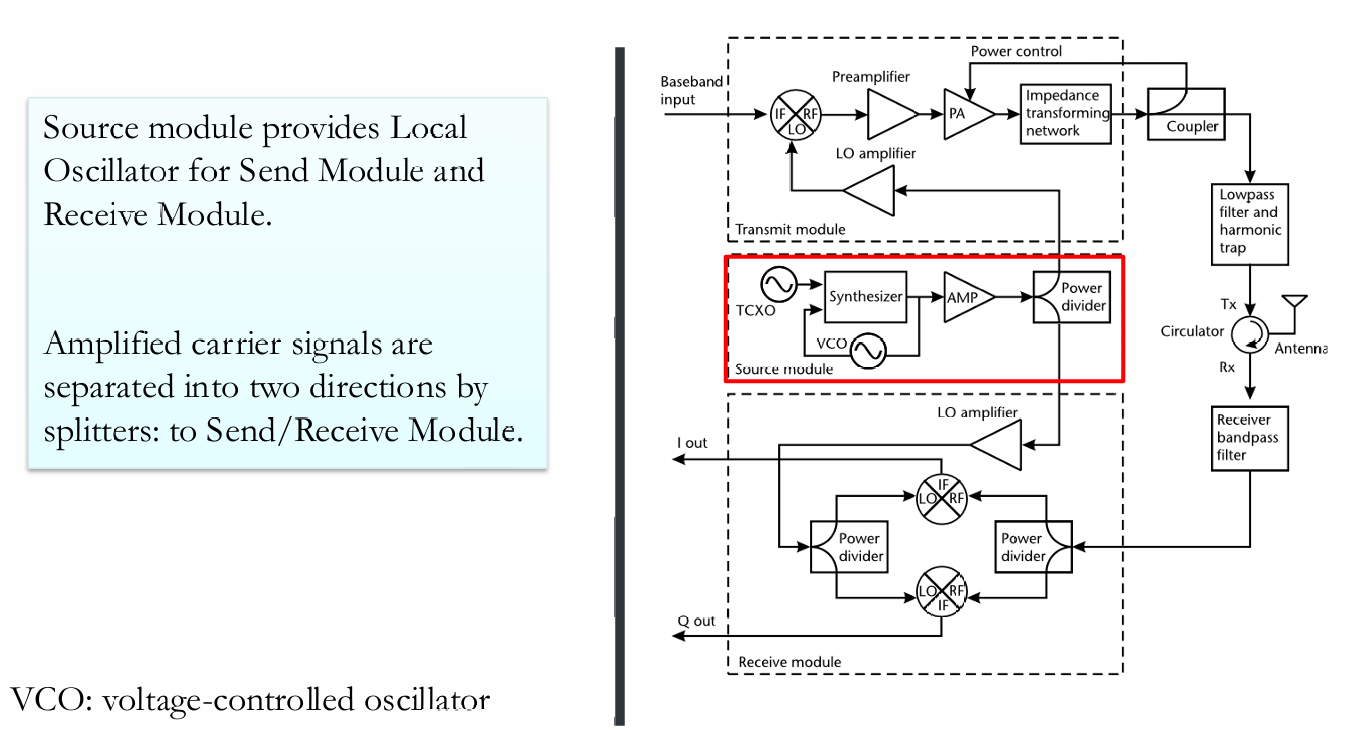 Source module provides Local
Oscillator for Send Module and
Receive Module.
Amplified carrier signals are
separated into two directions by
splitters: to Send/Receive Module.
VCO: voltage-controlled oscillator
Power control
Baseband
input
Preamplifier
IF RF
LO
PA
Impedance
transforming
network
Coupler
LO amplifier
Transmit module
Lowpass
filter and
harmonic
trap
TCXO
Synthesizer
AMP
Power
divider
VCO
Source module
Tx
Circulator
Antenna
Rx
LO amplifier
I out
Receiver
bandpass
filter
IF
LO RF
Power
divider
Power
divider
LO RF
IF
Q out
Receive module